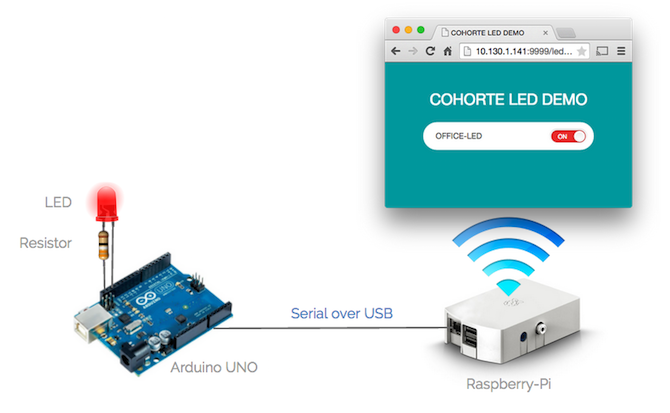 COHORTE LED DEMO
10.130.1.141:9999/led...
COHORTE LED DEMO
OFFICE-LED
ON
LED
Resistor
UNO
Serial over USB
Arduino UNO
Raspberry-Pi